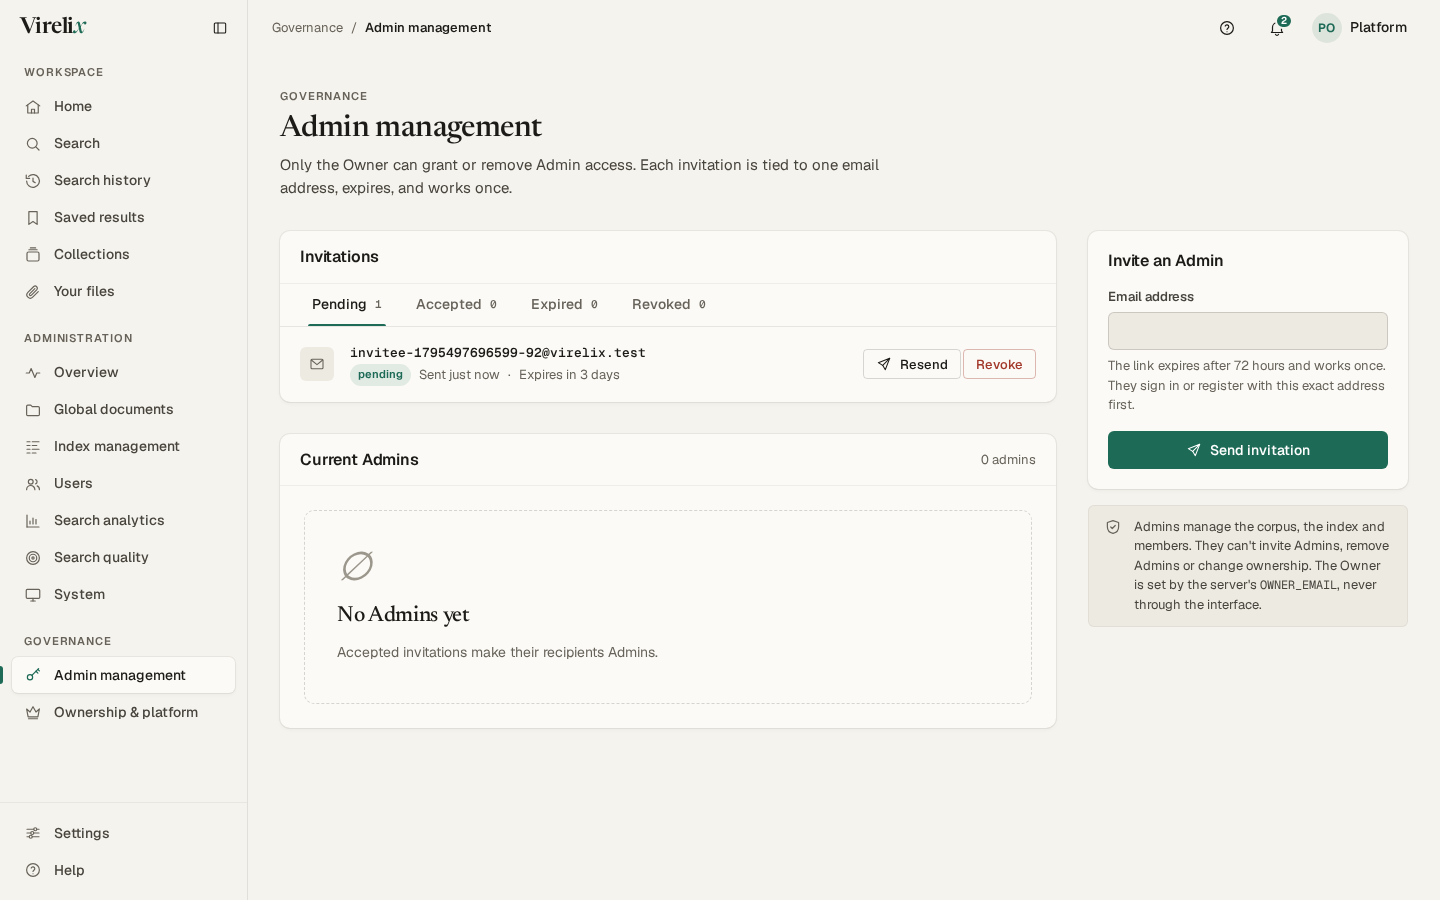 Virelix
WORKSPACE
Home
Search
Search history
Saved results
Collections
Your files
ADMINISTRATION
Overview
Global documents
Index management
Users
Search analytics
Search quality
System
GOVERNANCE
Admin management
Ownership & platform
Settings
Help
Governance / Admin management
2
PO Platform
GOVERNANCE
Admin management
Only the Owner can grant or remove Admin access. Each invitation is tied to one email
address, expires, and works once.
Invitations
Pending 1 Accepted 0 Expired 0 Revoked 0
invitee-1795497696599-92@virelix.test
pending Sent just now · Expires in 3 days
Resend Revoke
Current Admins 0 admins
No Admins yet
Accepted invitations make their recipients Admins.
Invite an Admin
Email address
The link expires after 72 hours and works once.
They sign in or register with this exact address
first.
Send invitation
Admins manage the corpus, the index and
members. They can't invite Admins, remove
Admins or change ownership. The Owner
is set by the server's OWNER_EMAIL, never
through the interface.